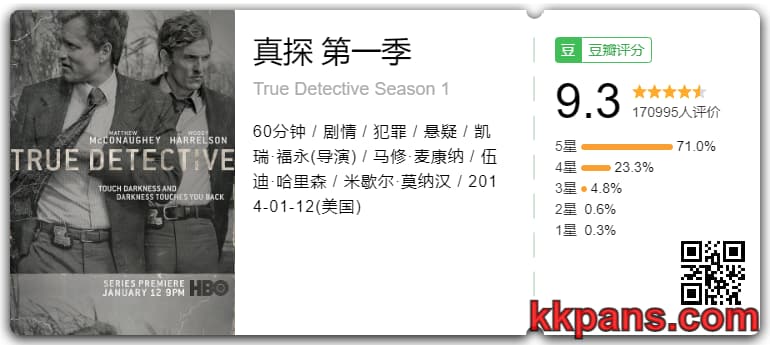 MATTHEW
McCONAUGHEY
WOODY
HARRELSON
TRUE DETECTIVE
TOUCH DARKNESS AND
DARKNESS TOUCHES YOU BACK
SERIES PREMIERE
JANUARY 12 9PM
HBO
真探 第一季
True Detective Season 1
60分钟 / 剧情 / 犯罪 / 悬疑 / 凯
瑞·福永(导演) / 马修·麦康纳 / 伍
迪·哈里森 / 米歇尔·莫纳汉 / 201
4-01-12(美国)
豆 豆瓣评分
9.3
170995人评价
5星 71.0%
4星 23.3%
3星 4.8%
2星 0.6%
1星 0.3%
kkpans.com